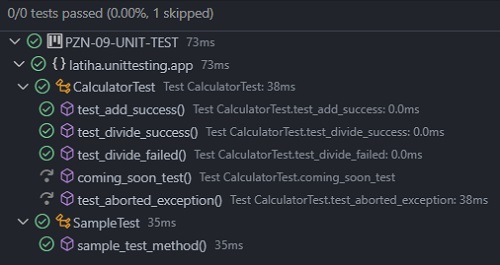 0/0 tests passed (0.00%, 1 skipped)
PZN-09-UNIT-TEST 73ms
{} latiha.unittesting.app 73ms
CalculatorTest Test CalculatorTest: 38ms
test_add_success() Test CalculatorTest.test_add_success: 0.0ms
test_divide_success() Test CalculatorTest.test_divide_success: 0.0ms
test_divide_failed() Test CalculatorTest.test_divide_failed: 0.0ms
coming_soon_test() Test CalculatorTest.coming_soon_test
test_aborted_exception() Test CalculatorTest.test_aborted_exception: 38ms
SampleTest 35ms
sample_test_method() 35ms